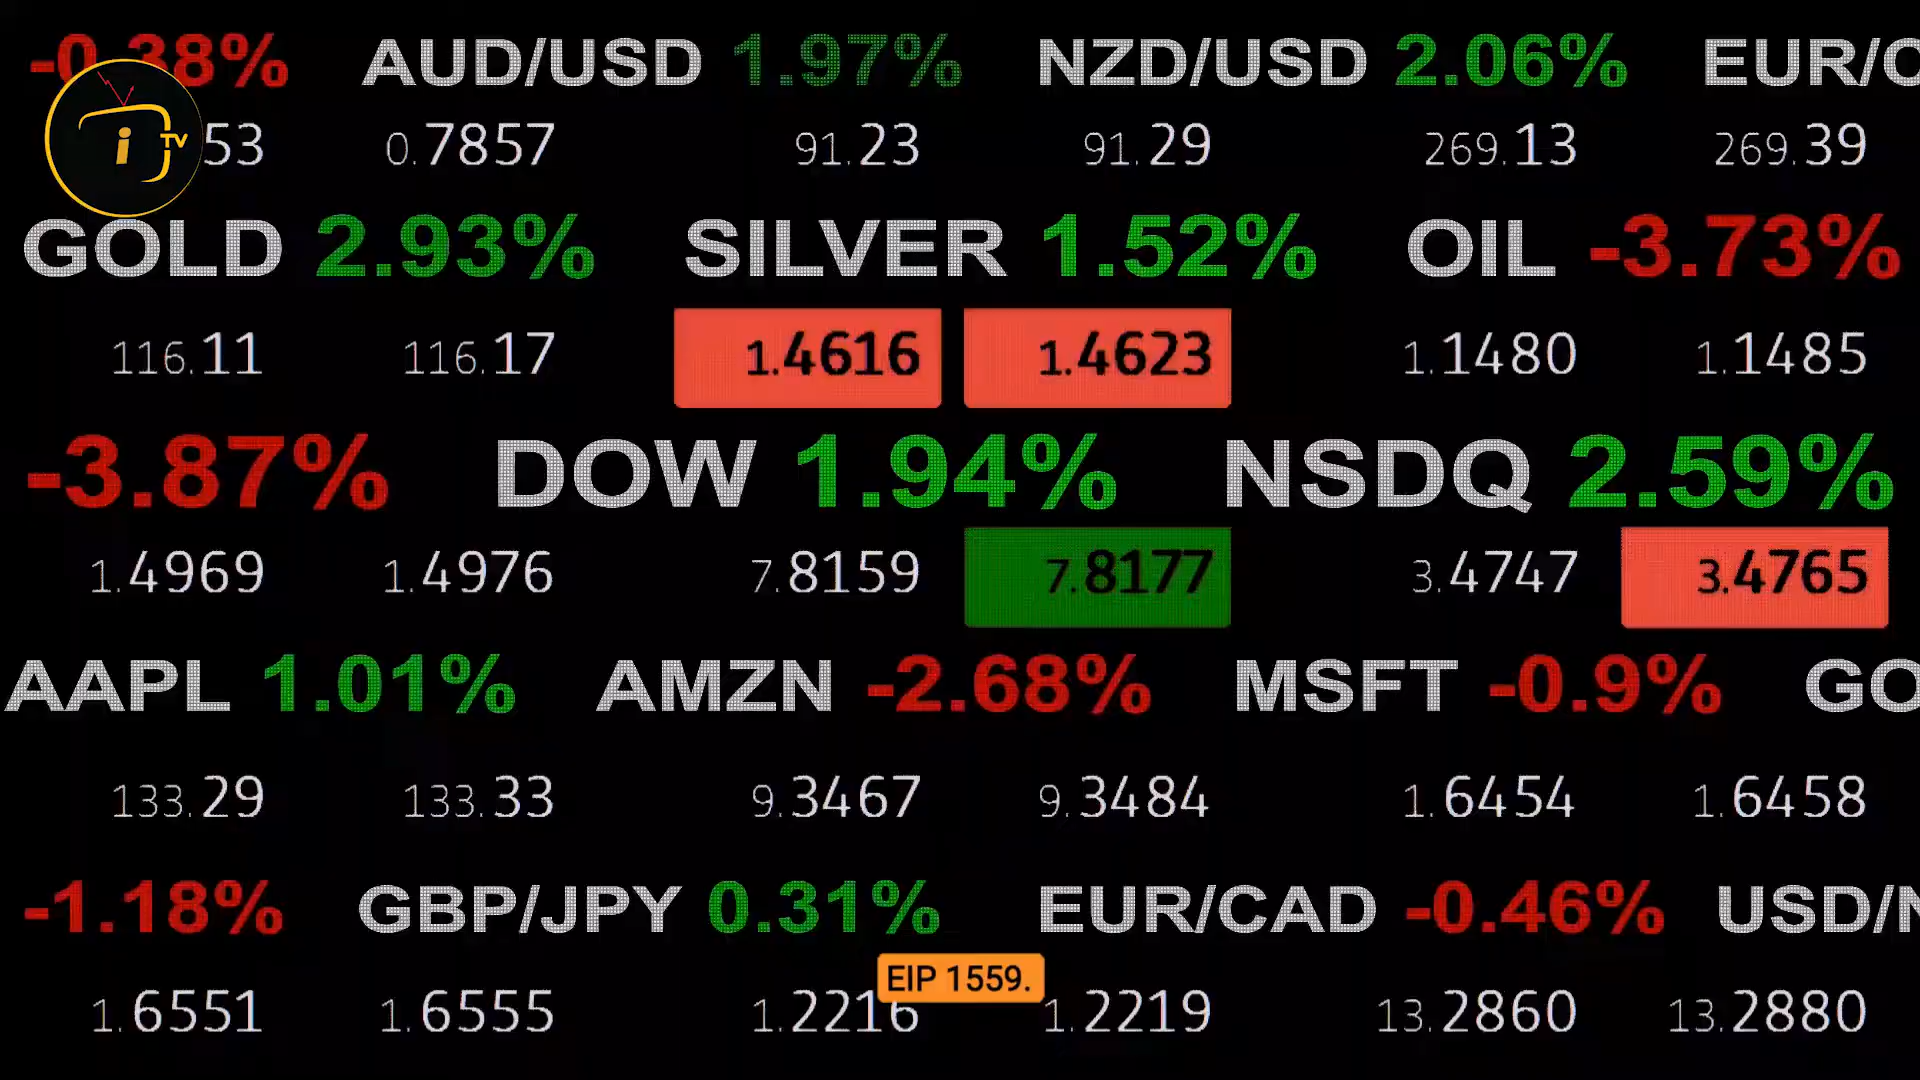 -0.38% AUD/USD 1.97% NZD/USD 2.06% EUR/
i TV
53 0.7857 91.23 91.29 269.13 269.39
GOLD 2.93% SILVER 1.52% OIL -3.73%
116.11 116.17 1.4616 1.4623 1.1480 1.1485
-3.87% DOW 1.94% NSDQ 2.59%
1.4969 1.4976 7.8159 7.8177 3.4747 3.4765
AAPL 1.01% AMZN -2.68% MSFT -0.9% GO
133.29 133.33 9.3467 9.3484 1.6454 1.6458
-1.18% GBP/JPY 0.31% EUR/CAD -0.46% USD/
EIP 1559.
1.6551 1.6555 1.2216 1.2219 13.2860 13.2880